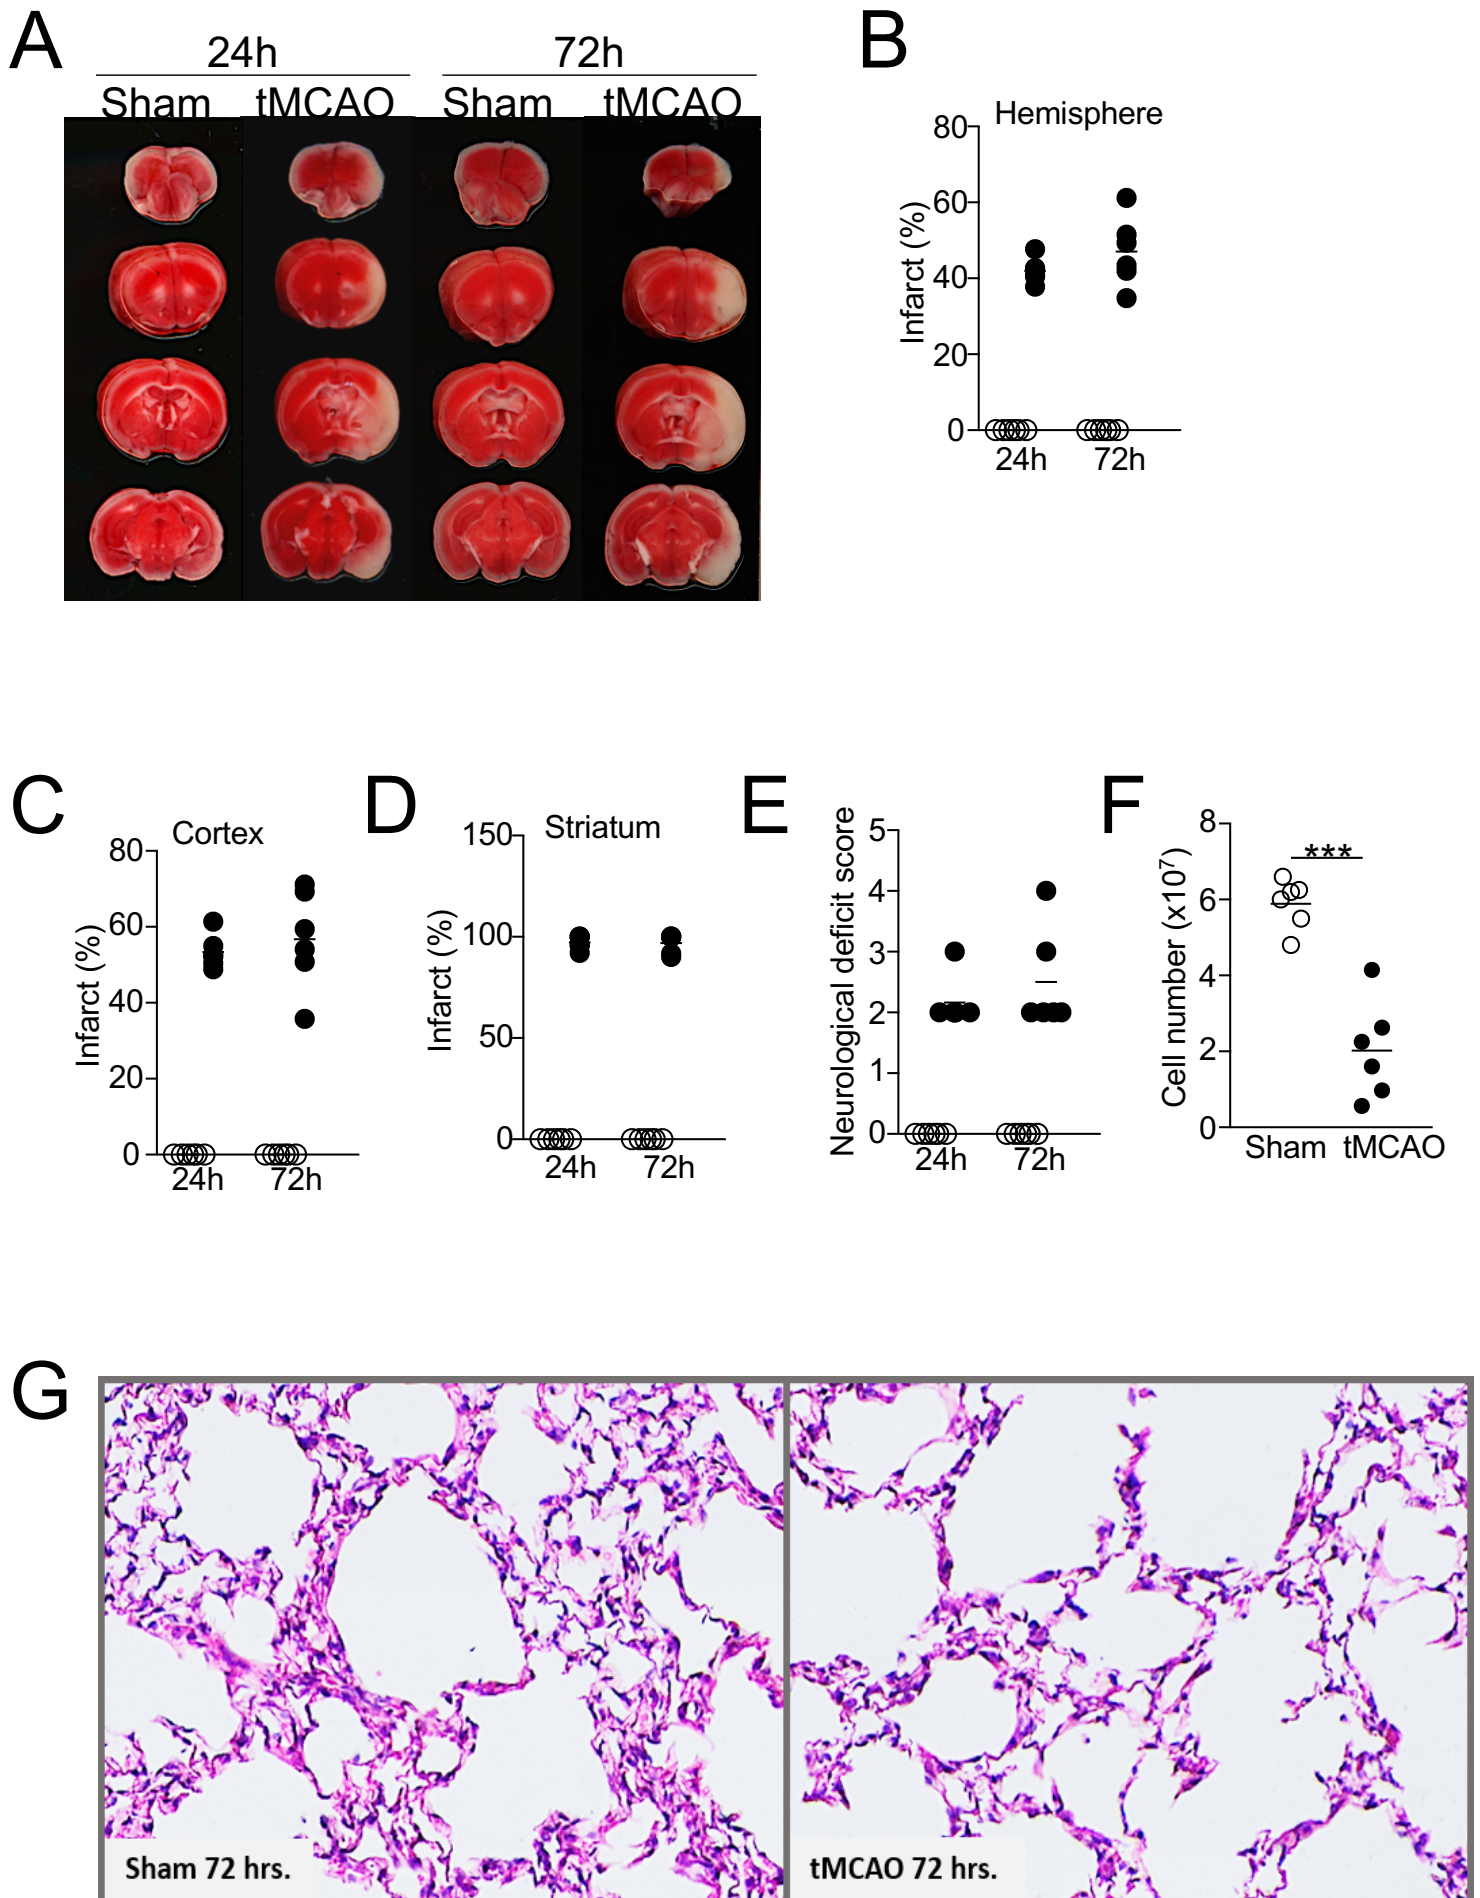 A
24h
72h
Sham
tMCAO
Sham
tMCAO
B
Hemisphere
Infarct (%)
80
60
40
20
0
24h
72h
C
Cortex
Infarct (%)
80
60
40
20
0
24h
72h
D
Striatum
Infarct (%)
150
100
50
0
24h
72h
E
Neurological deficit score
5
4
3
2
1
0
24h
72h
F
Cell number (x10⁷)
8
6
4
2
0
***
Sham
tMCAO
G
Sham 72 hrs.
tMCAO 72 hrs.